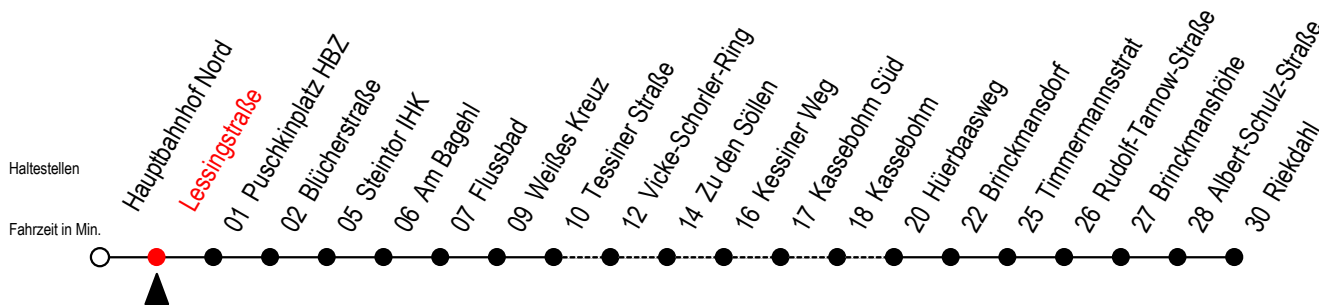 Haltestellen
Fahrzeit in Min.
Hauptbahnhof Nord
Lessingstraße
01 Puschkinplatz HBZ
02 Blücherstraße
05 Steintor IHK
06 Am Bagehl
07 Flussbad
09 Weißes Kreuz
10 Tessiner Straße
12 Vicke-Schorler-Ring
14 Zu den Söllen
16 Kessiner Weg
17 Kassebohm Süd
18 Kassebohm
20 Hüerbaasweg
22 Brinckmansdorf
25 Timmermannsstrat
26 Rudolf-Tarnow-Straße
27 Brinckmanshöhe
28 Albert-Schulz-Straße
30 Riekdahl